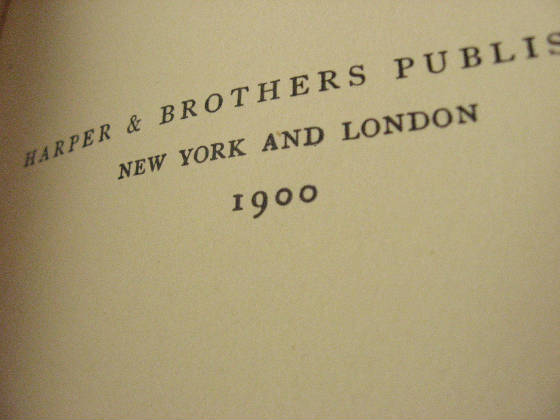 HARPER & BROTHERS PUBLIS
NEW YORK AND LONDON
1900